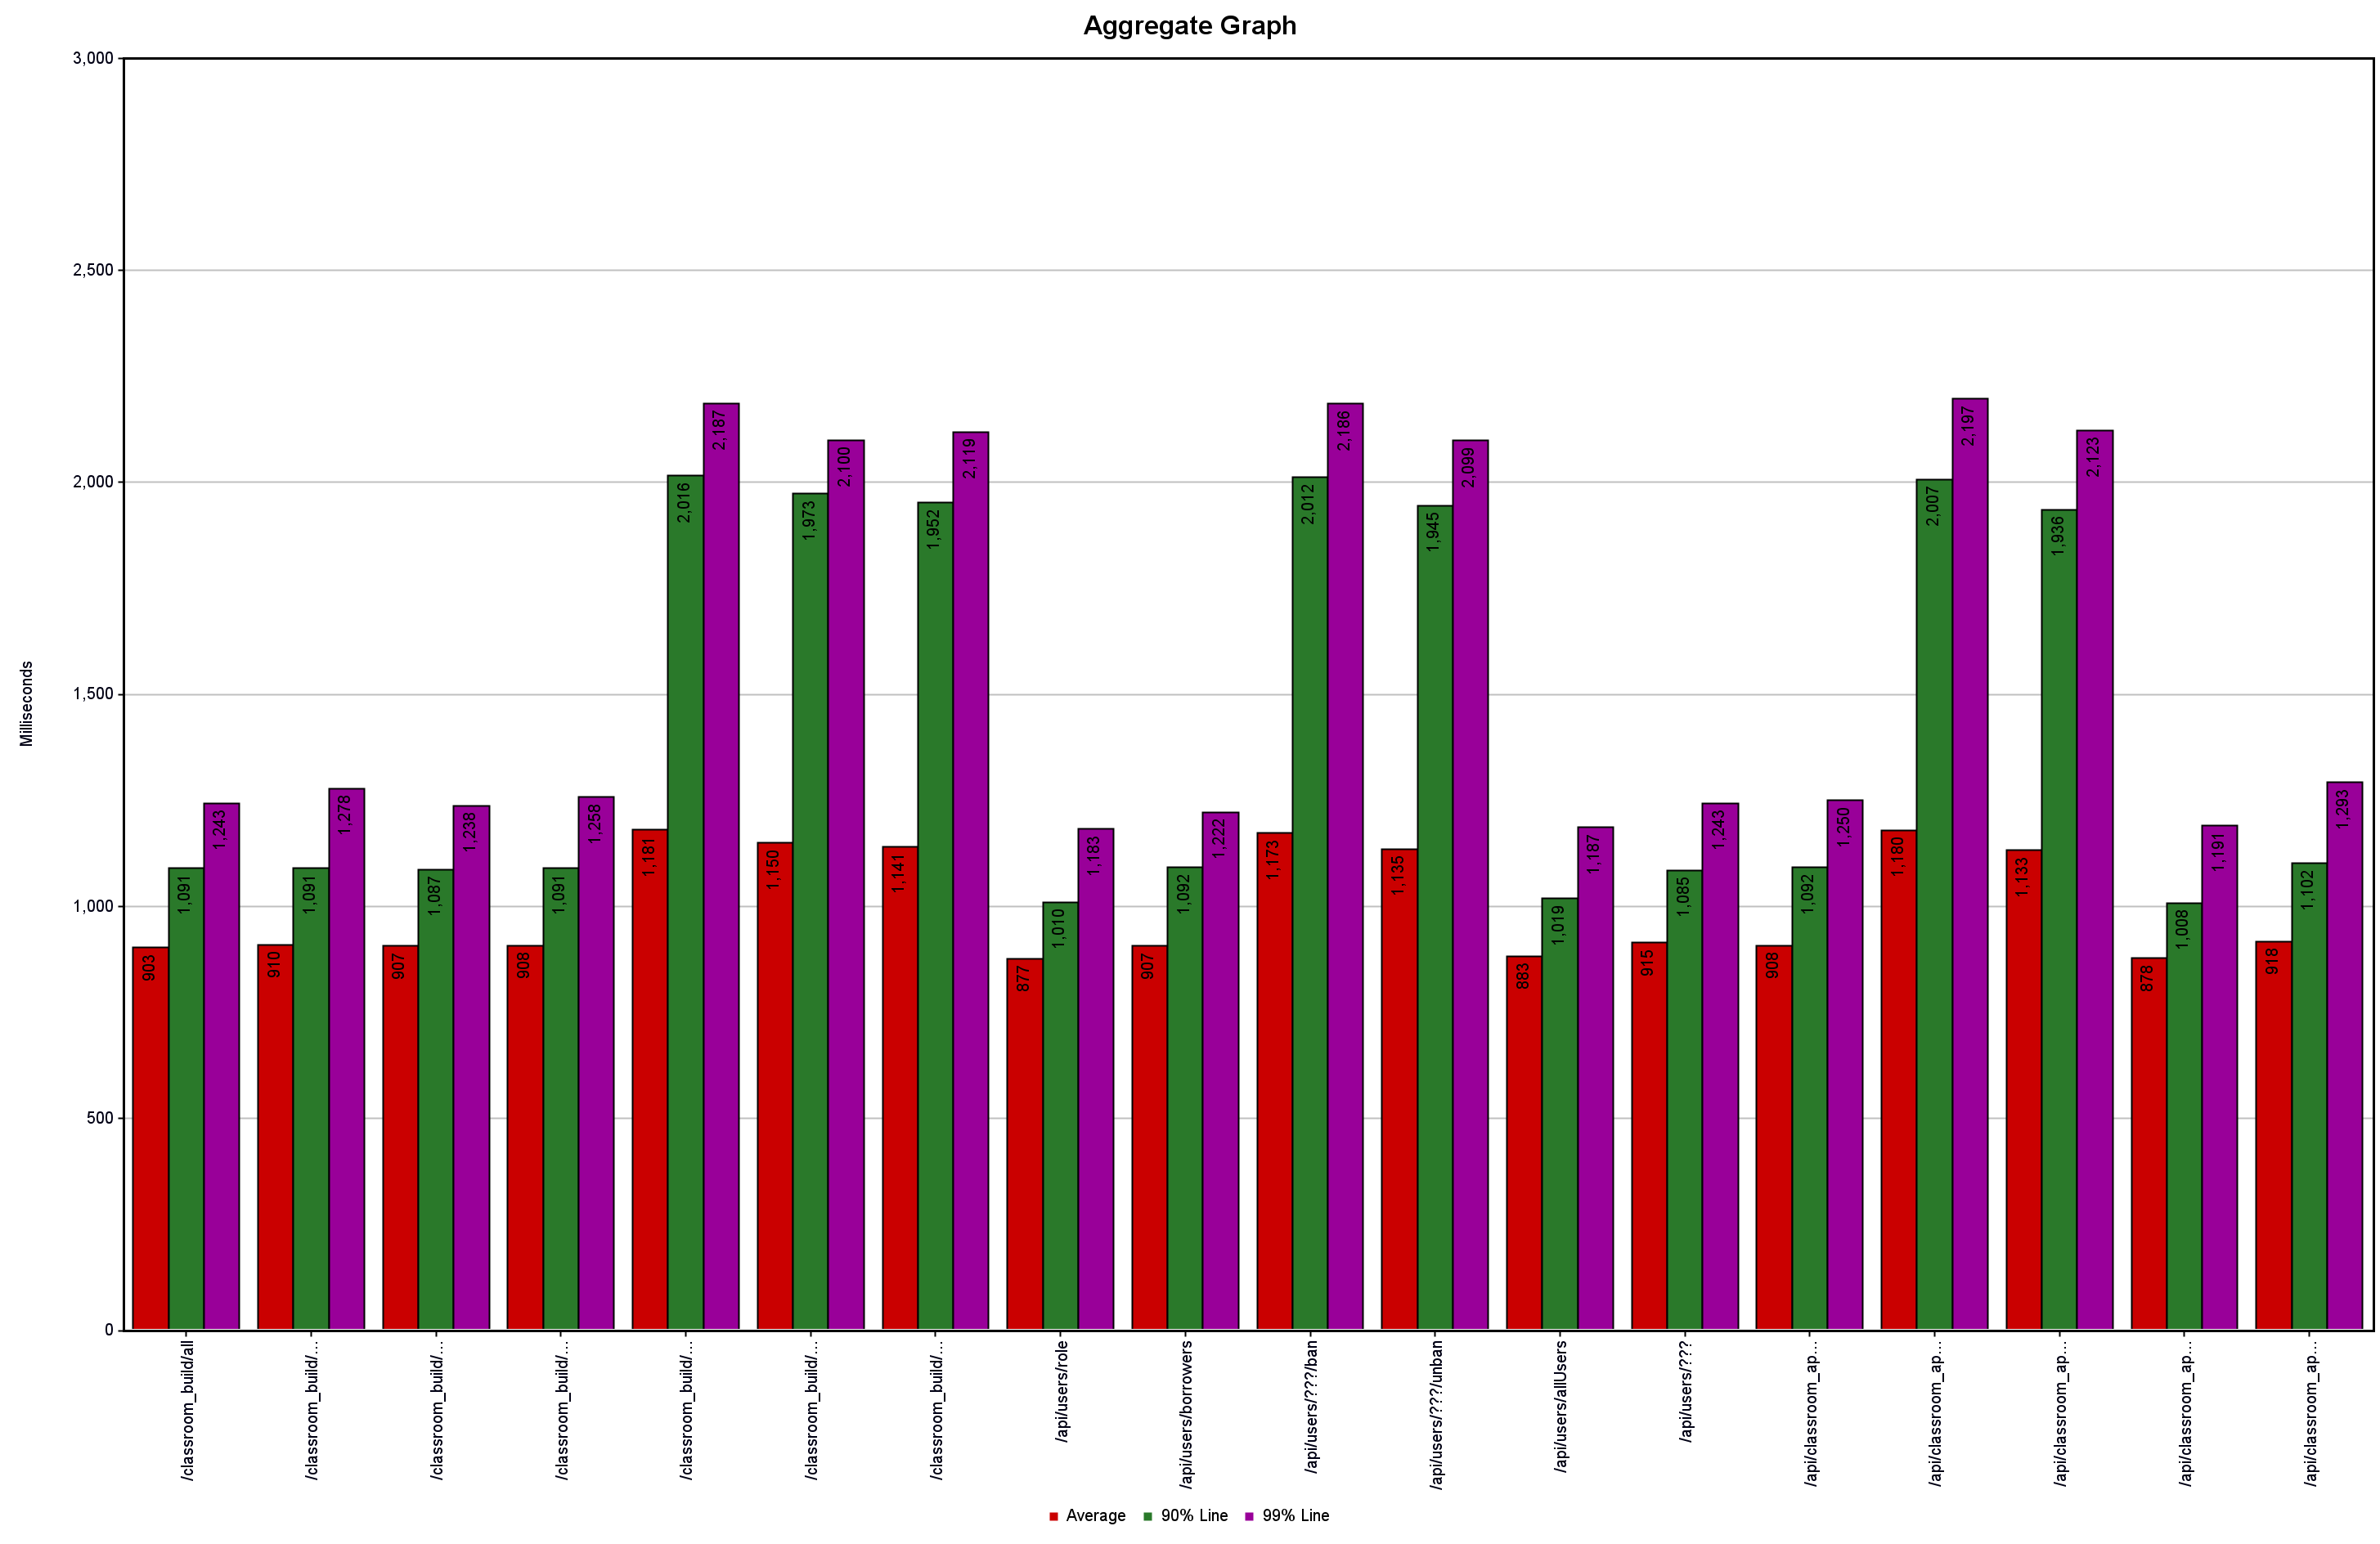 Aggregate Graph
3,000
2,500
2,000
1,500
1,000
500
0
Milliseconds
903
1,091
1,243
910
1,091
1,278
907
1,087
1,238
908
1,091
1,258
1,181
2,016
2,187
1,150
1,973
2,100
1,141
1,952
2,119
877
1,010
1,183
907
1,092
1,222
1,173
2,012
2,186
1,135
1,945
2,099
883
1,019
1,187
915
1,085
1,243
908
1,092
1,250
1,180
2,007
2,197
1,133
1,936
2,123
878
1,008
1,191
918
1,102
1,293
/classroom_build/all
/classroom_build/...
/classroom_build/...
/classroom_build/...
/classroom_build/...
/classroom_build/...
/classroom_build/...
/api/users/role
/api/users/borrowers
/api/users/???/ban
/api/users/???/unban
/api/users/allUsers
/api/users/???
/api/classroom_ap...
/api/classroom_ap...
/api/classroom_ap...
/api/classroom_ap...
/api/classroom_ap...
Average 90% Line 99% Line